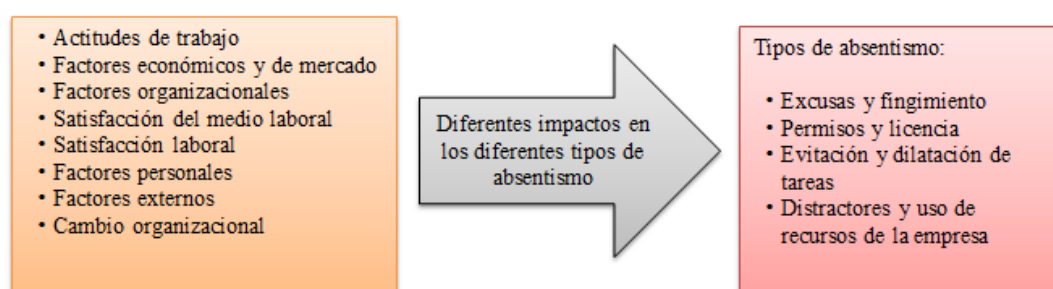 • Actitudes de trabajo
• Factores económicos y de mercado
• Factores organizacionales
• Satisfacción del medio laboral
• Satisfacción laboral
• Factores personales
• Factores externos
• Cambio organizacional
Diferentes impactos en
los diferentes tipos de
absentismo
Tipos de absentismo:
• Excusas y fingimiento
• Permisos y licencia
• Evitación y dilatación de
tareas
• Distractores y uso de
recursos de la empresa